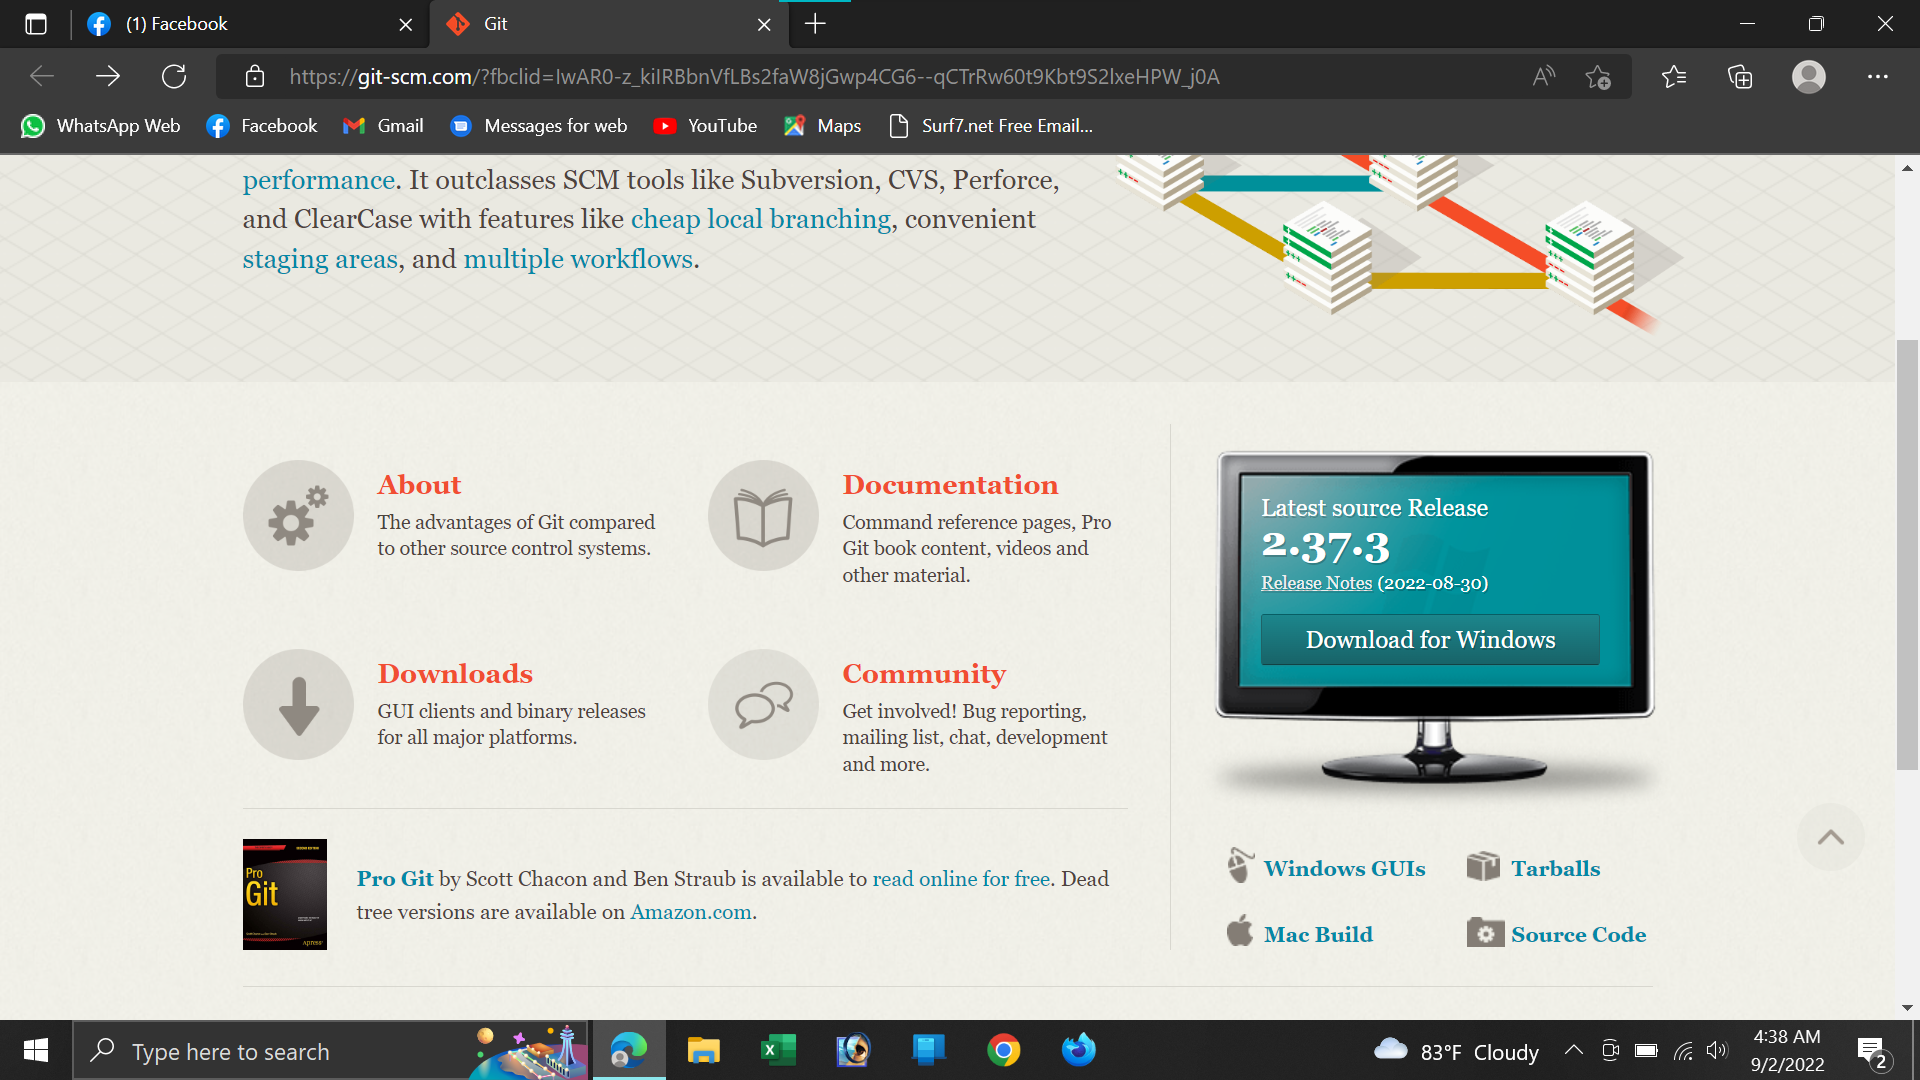 (1) Facebook
Git
https://git-scm.com/?fbclid=IwAR0-z_kiIRBbnVfLBs2faW8jGwp4CG6--qCTrRw60t9Kbt9S2lxeHPW_j0A
WhatsApp Web
Facebook
Gmail
Messages for web
YouTube
Maps
Surf7.net Free Email...
performance. It outclasses SCM tools like Subversion, CVS, Perforce,
and ClearCase with features like cheap local branching, convenient
staging areas, and multiple workflows.
About
The advantages of Git compared
to other source control systems.
Documentation
Command reference pages, Pro
Git book content, videos and
other material.
Downloads
GUI clients and binary releases
for all major platforms.
Community
Get involved! Bug reporting,
mailing list, chat, development
and more.
Pro
Git
Apress
Pro Git by Scott Chacon and Ben Straub is available to read online for free. Dead
tree versions are available on Amazon.com.
Latest source Release
2.37.3
Release Notes (2022-08-30)
Download for Windows
Windows GUIs
Tarballs
Mac Build
Source Code
Type here to search
83°F Cloudy
4:38 AM
9/2/2022
2